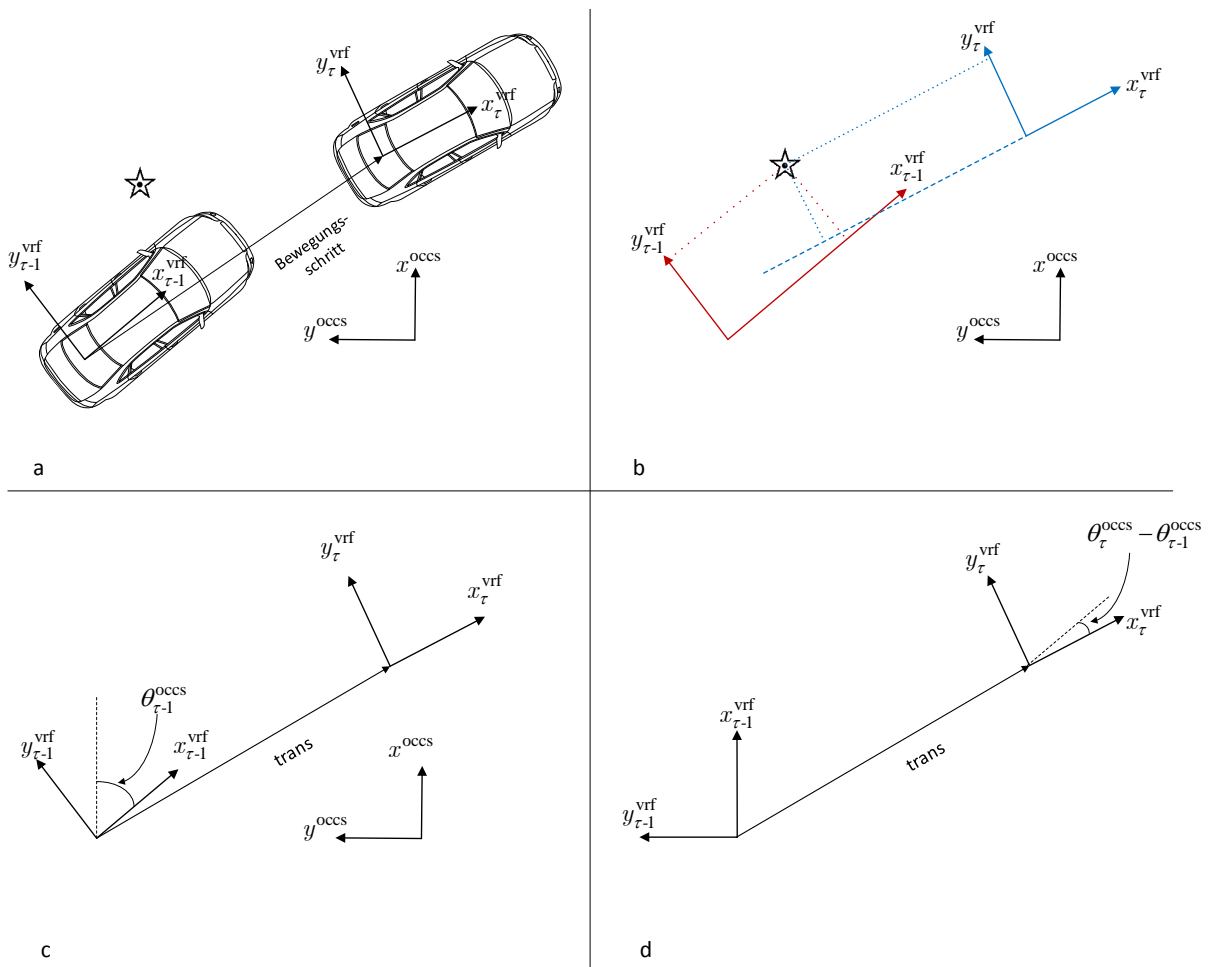 y_τ^vrf
x_τ^vrf
y_τ-1^vrf
x_τ-1^vrf
Bewegungs-
schritt
x^occs
y^occs
a
y_τ^vrf
x_τ^vrf
x_τ-1^vrf
y_τ-1^vrf
x^occs
y^occs
b
y_τ^vrf
x_τ^vrf
θ_τ-1^occs
y_τ-1^vrf
x_τ-1^vrf
trans
x^occs
y^occs
c
θ_τ^occs – θ_τ-1^occs
y_τ^vrf
x_τ^vrf
x_τ-1^vrf
trans
y_τ-1^vrf
d